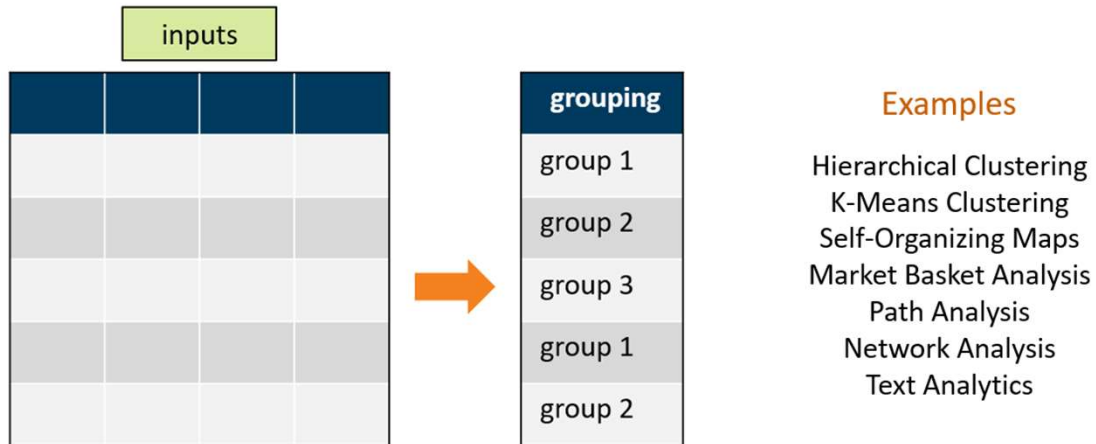 inputs
grouping
group 1
group 2
group 3
group 1
group 2
Examples
Hierarchical Clustering
K-Means Clustering
Self-Organizing Maps
Market Basket Analysis
Path Analysis
Network Analysis
Text Analytics